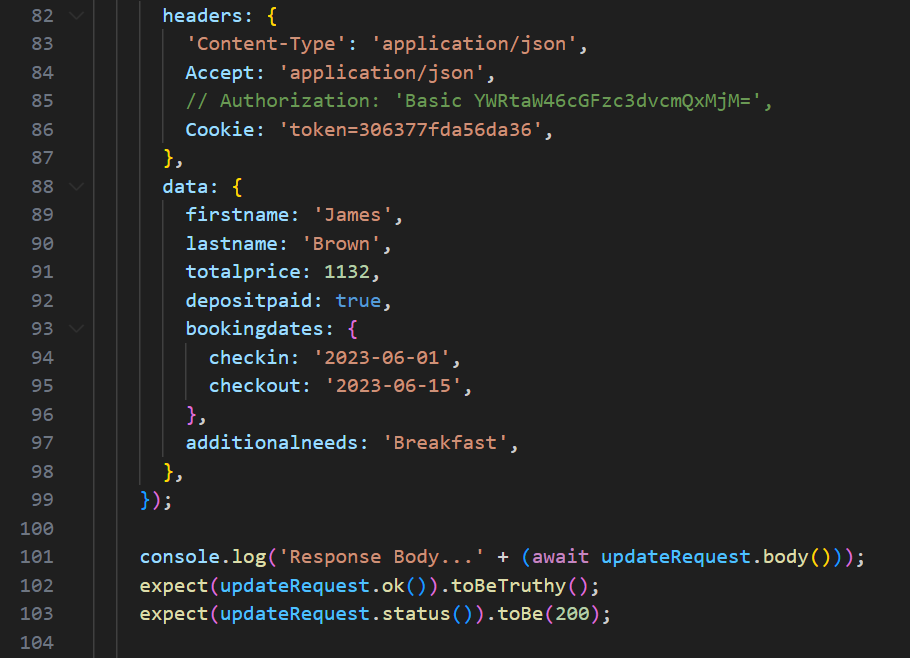 82 headers: {
83 'Content-Type': 'application/json',
84 Accept: 'application/json',
85 // Authorization: 'Basic YWRtaW46cGFzc3dvcmQxMjM=',
86 Cookie: 'token=306377fda56da36',
87 },
88 data: {
89 firstname: 'James',
90 lastname: 'Brown',
91 totalprice: 1132,
92 depositpaid: true,
93 bookingdates: {
94 checkin: '2023-06-01',
95 checkout: '2023-06-15',
96 },
97 additionalneeds: 'Breakfast',
98 },
99 });
100
101 console.log('Response Body...' + (await updateRequest.body()));
102 expect(updateRequest.ok()).toBeTruthy();
103 expect(updateRequest.status()).toBe(200);
104